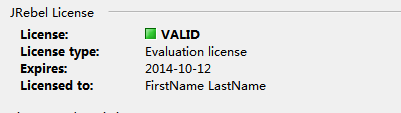 JRebel License
License: VALID
License type: Evaluation license
Expires: 2014-10-12
Licensed to: FirstName LastName